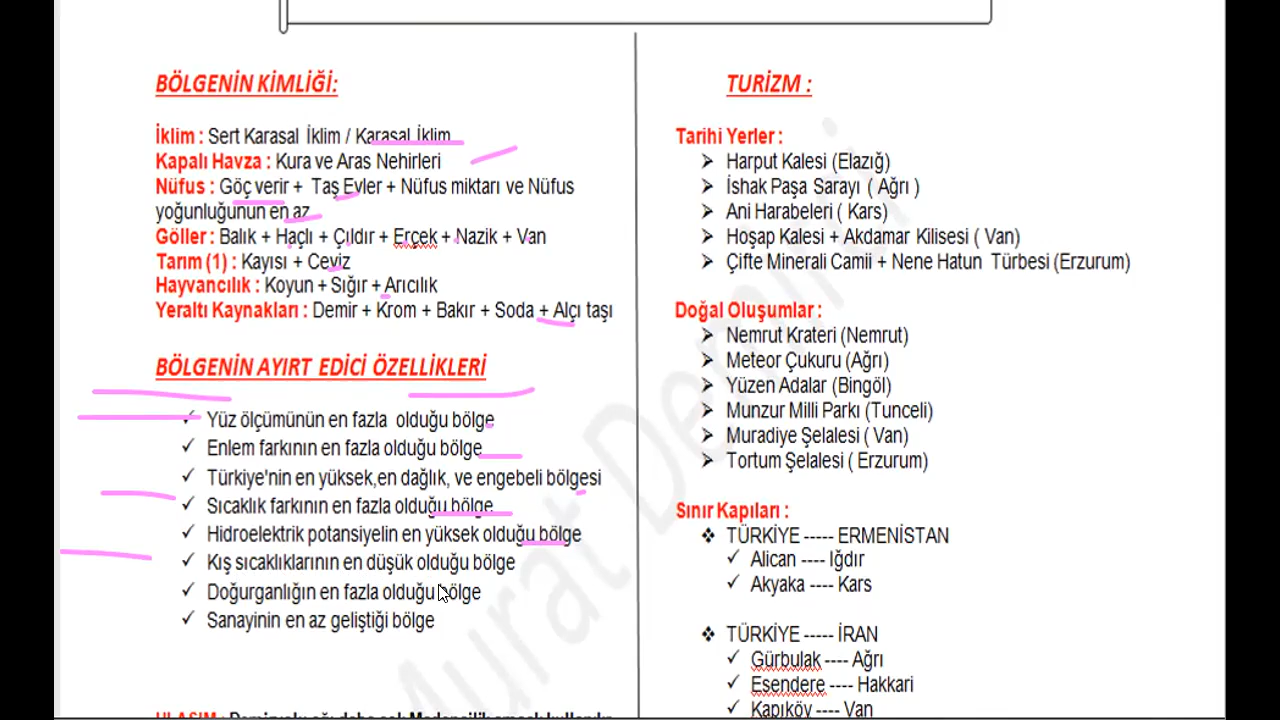 BÖLGENİN KİMLİĞİ:
İklim : Sert Karasal İklim / Karasal İklim
Kapalı Havza : Kura ve Aras Nehirleri
Nüfus : Göç verir + Taş Evler + Nüfus miktarı ve Nüfus
yoğunluğunun en az
Göller : Balık + Haçlı + Çıldır + Erçek + Nazik + Van
Tarım (1) : Kayısı + Ceviz
Hayvancılık : Koyun + Sığır + Arıcılık
Yeraltı Kaynakları : Demir + Krom + Bakır + Soda + Alçı taşı
BÖLGENİN AYIRT EDİCİ ÖZELLİKLERİ
✓ Yüz ölçümünün en fazla olduğu bölge
✓ Enlem farkının en fazla olduğu bölge
✓ Türkiye'nin en yüksek,en dağlık, ve engebeli bölgesi
✓ Sıcaklık farkının en fazla olduğu bölge
✓ Hidroelektrik potansiyelin en yüksek olduğu bölge
✓ Kış sıcaklıklarının en düşük olduğu bölge
✓ Doğurganlığın en fazla olduğu bölge
✓ Sanayinin en az geliştiği bölge
ULAŞIM : Demiryolu ağı daha çok Madencilik amaçlı
TURİZM :
Tarihi Yerler :
➢ Harput Kalesi (Elazığ)
➢ İshak Paşa Sarayı ( Ağrı )
➢ Ani Harabeleri ( Kars)
➢ Hoşap Kalesi + Akdamar Kilisesi ( Van)
➢ Çifte Minerali Camii + Nene Hatun Türbesi (Erzurum)
Doğal Oluşumlar :
➢ Nemrut Krateri (Nemrut)
➢ Meteor Çukuru (Ağrı)
➢ Yüzen Adalar (Bingöl)
➢ Munzur Milli Parkı (Tunceli)
➢ Muradiye Şelalesi ( Van)
➢ Tortum Şelalesi ( Erzurum)
Sınır Kapıları :
❖ TÜRKİYE ----- ERMENİSTAN
✓ Alican ---- Iğdır
✓ Akyaka ---- Kars
❖ TÜRKİYE ----- İRAN
✓ Gürbulak ---- Ağrı
✓ Esendere ---- Hakkari
✓ Kapıköy ---- Van
Murat Demir